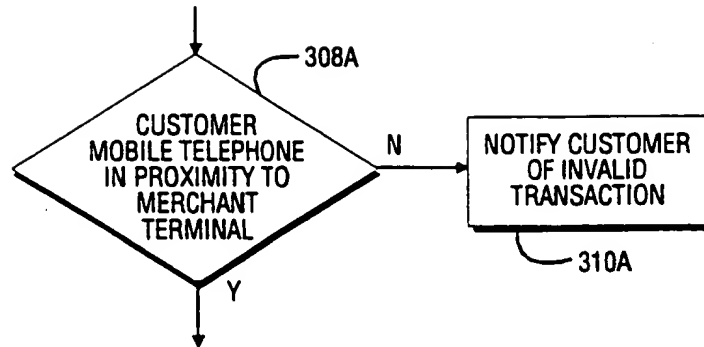 308A
CUSTOMER
MOBILE TELEPHONE
IN PROXIMITY TO
MERCHANT
TERMINAL
N
NOTIFY CUSTOMER
OF INVALID
TRANSACTION
310A
Y